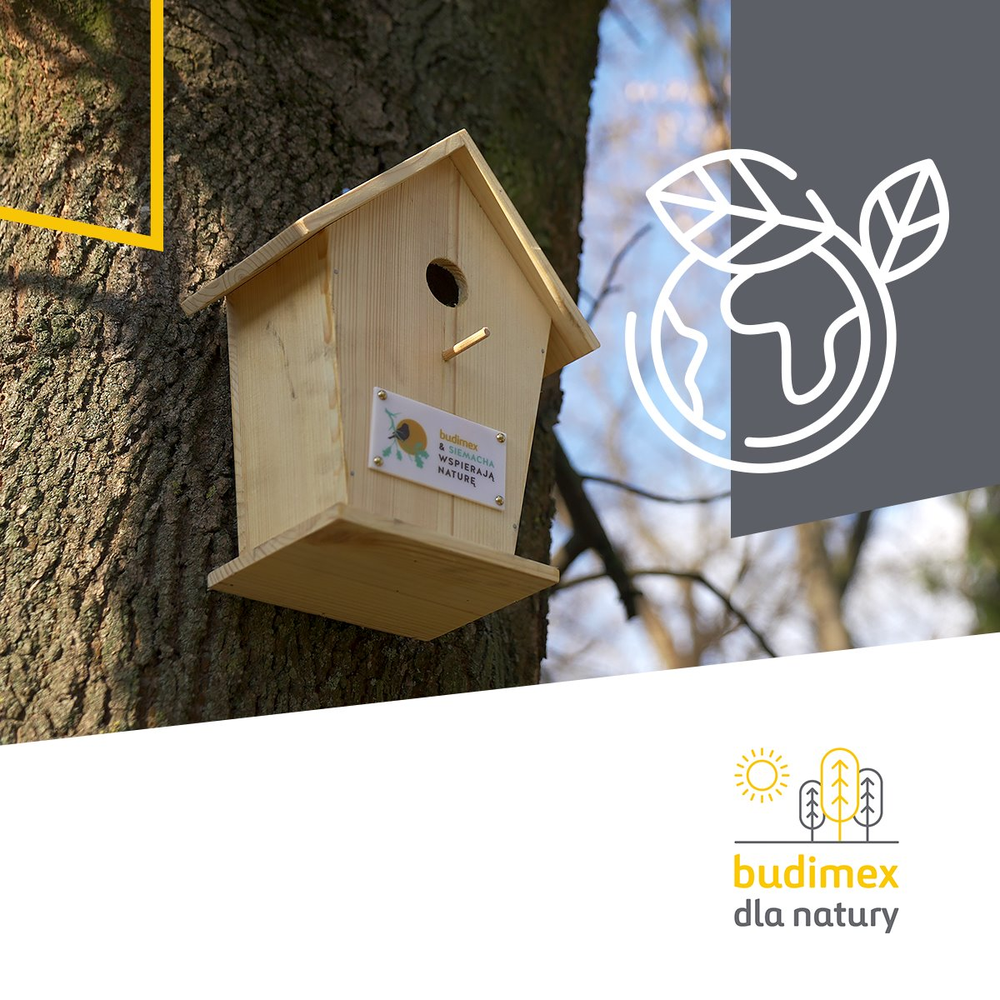 budimex
& SIEMACHA
WSPIERAJĄ
NATURĘ
budimex
dla natury